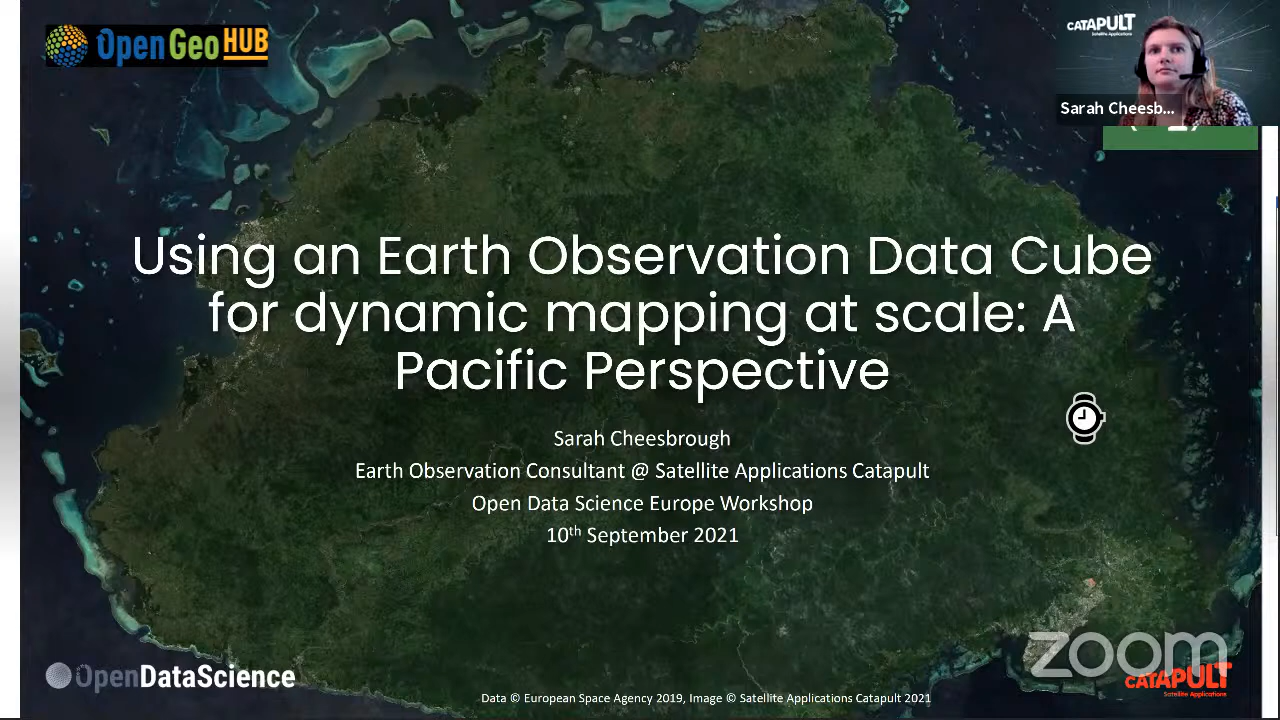 OpenGeoHUB
CATAPULT
Satellite Applications
Sarah Cheesb...
Using an Earth Observation Data Cube
for dynamic mapping at scale: A
Pacific Perspective
Sarah Cheesbrough
Earth Observation Consultant @ Satellite Applications Catapult
Open Data Science Europe Workshop
10th September 2021
zoom
CATAPULT
Satellite Applications
OpenDataScience
Data © European Space Agency 2019, Image © Satellite Applications Catapult 2021